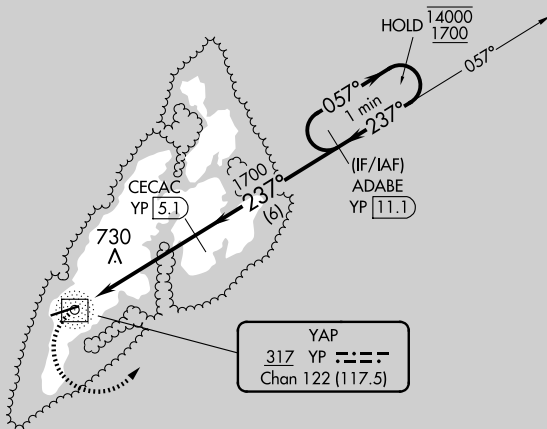 HOLD 14000
1700
057°
057°
1 min
237°
(IF/IAF)
ADABE
YP 11.1
1700
237°
(6)
CECAC
YP 5.1
730
YAP
317 YP
Chan 122 (117.5)